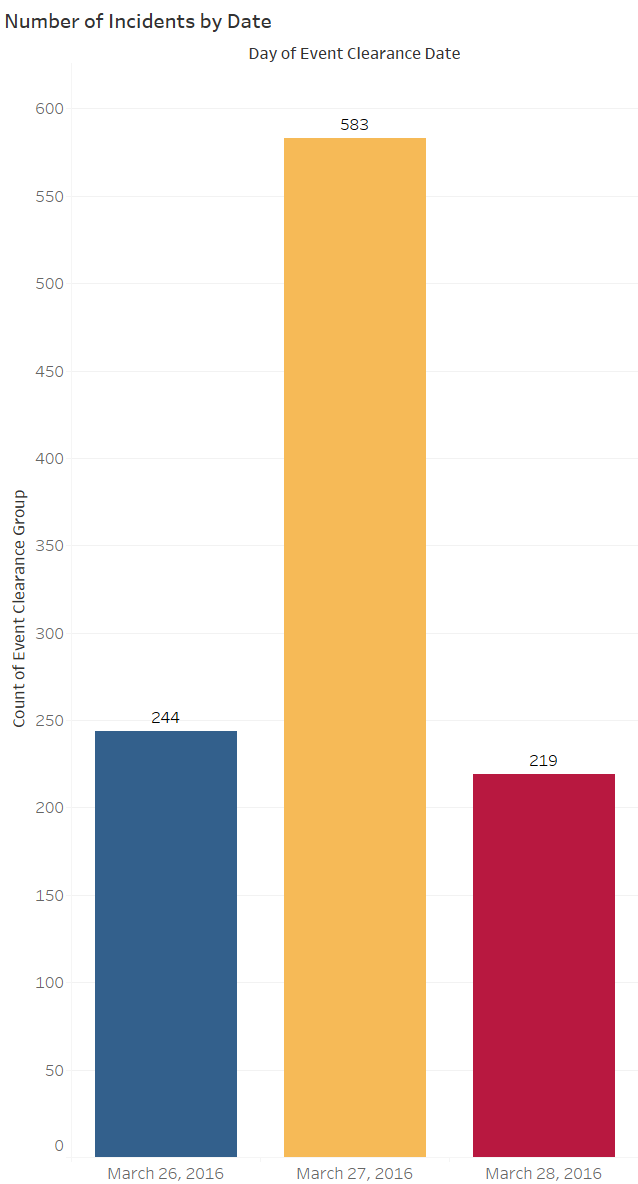 Number of Incidents by Date
Day of Event Clearance Date
Count of Event Clearance Group
600
550
500
450
400
350
300
250
200
150
100
50
0
244
583
219
March 26, 2016
March 27, 2016
March 28, 2016